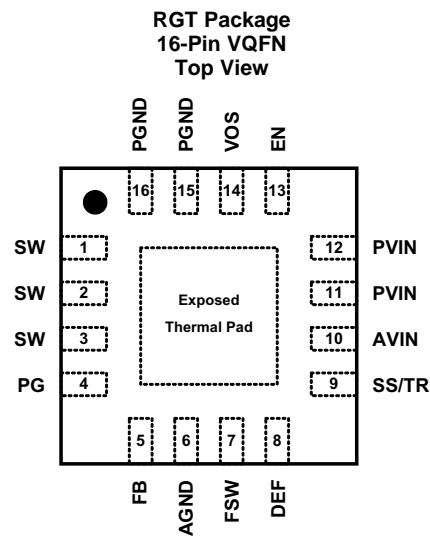 RGT Package
16-Pin VQFN
Top View
PGND
PGND
VOS
EN
16
15
14
13
SW
1
12
PVIN
SW
2
11
PVIN
SW
3
10
AVIN
PG
4
9
SS/TR
Exposed
Thermal Pad
5
6
7
8
FB
AGND
FSW
DEF